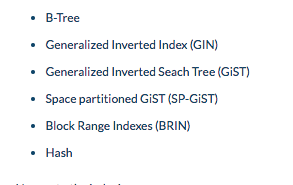 • B-Tree
• Generalized Inverted Index (GIN)
• Generalized Inverted Seach Tree (GiST)
• Space partitioned GiST (SP-GiST)
• Block Range Indexes (BRIN)
• Hash